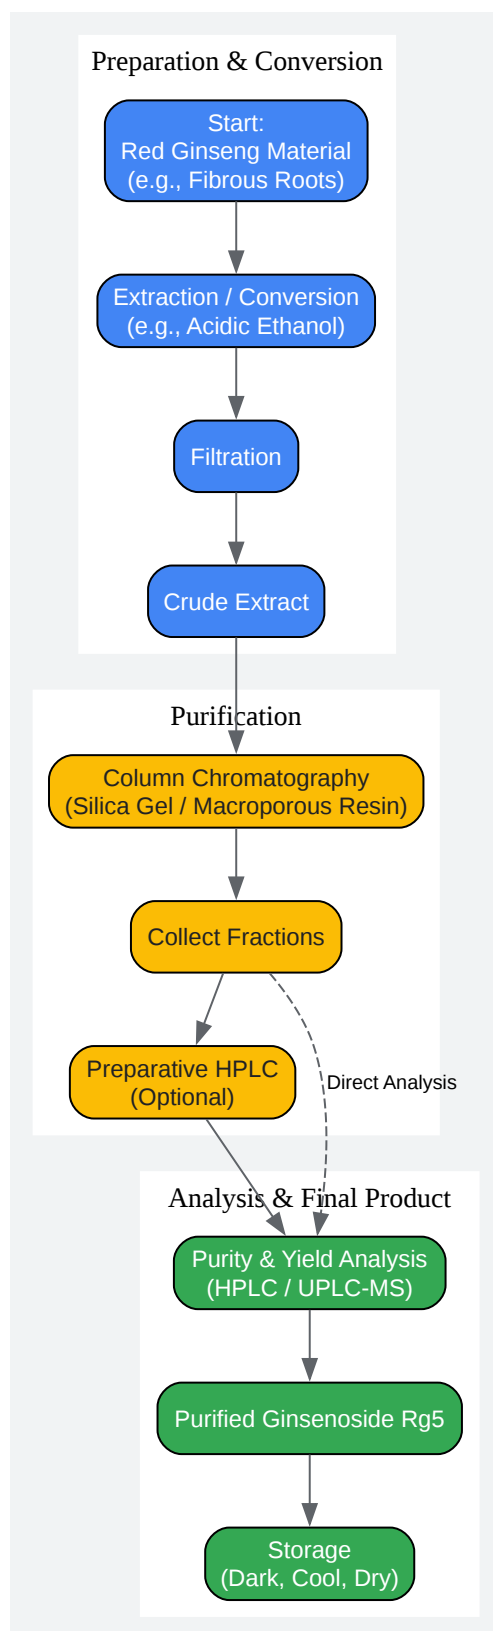 Preparation & Conversion
Start:
Red Ginseng Material
(e.g., Fibrous Roots)
Extraction / Conversion
(e.g., Acidic Ethanol)
Filtration
Crude Extract
Purification
Column Chromatography
(Silica Gel / Macroporous Resin)
Collect Fractions
Preparative HPLC
(Optional)
Direct Analysis
Analysis & Final Product
Purity & Yield Analysis
(HPLC / UPLC-MS)
Purified Ginsenoside Rg5
Storage
(Dark, Cool, Dry)